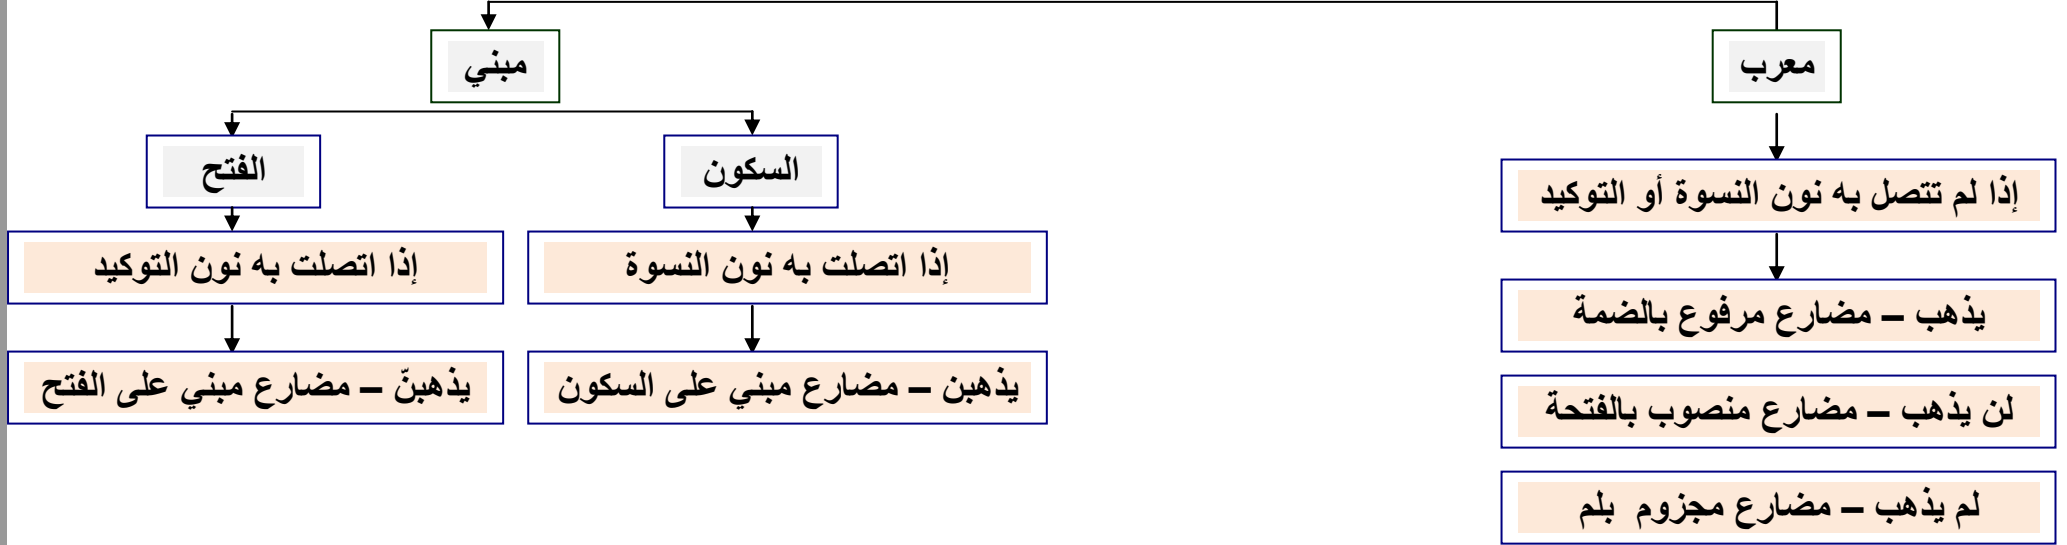 معرب
مبني
إذا لم تتصل به نون النسوة أو التوكيد
يذهب – مضارع مرفوع بالضمة
لن يذهب – مضارع منصوب بالفتحة
لم يذهب – مضارع مجزوم بلم
السكون
إذا اتصلت به نون النسوة
يذهبن – مضارع مبني على السكون
الفتح
إذا اتصلت به نون التوكيد
يذهبنّ – مضارع مبني على الفتح